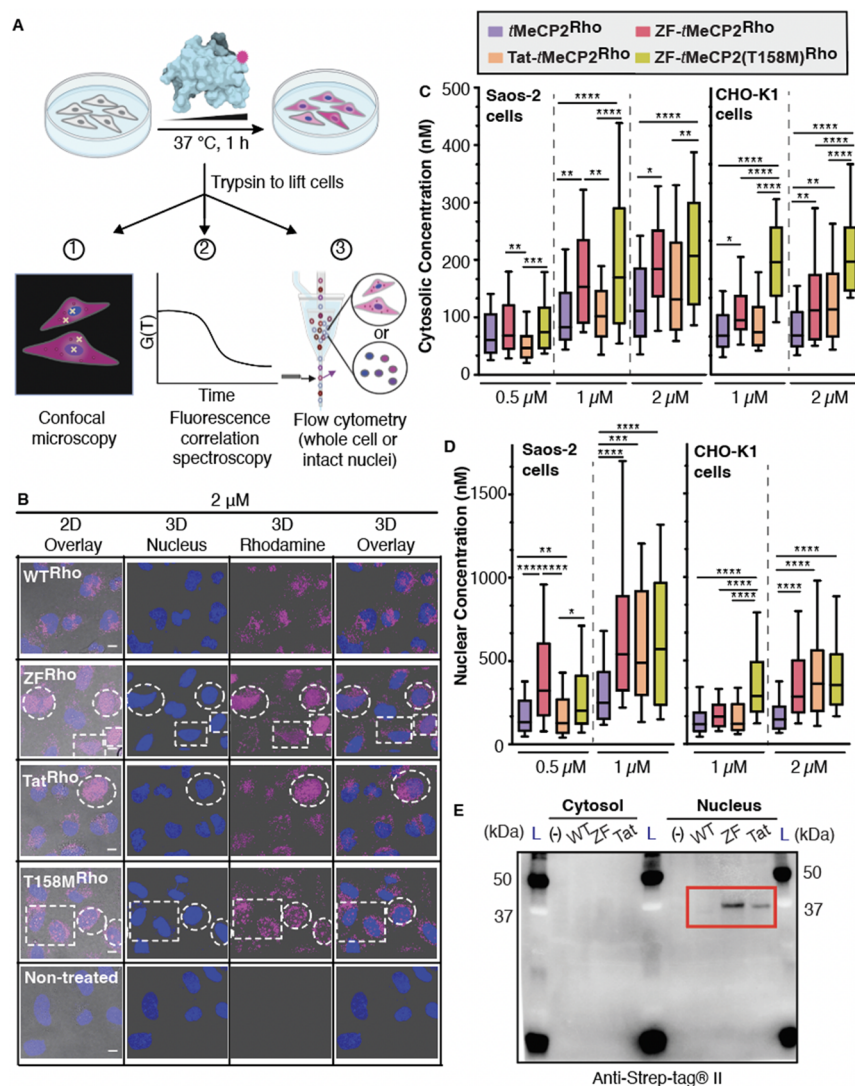 A
37 °C, 1 h
Trypsin to lift cells
1
2
3
G(T)
Time
or
Confocal
microscopy
Fluorescence
correlation
spectroscopy
Flow cytometry
(whole cell or
intact nuclei)
B
2 µM
2D
Overlay
3D
Nucleus
3D
Rhodamine
3D
Overlay
WTRho
ZFRho
TatRho
T158MRho
Non-treated
tMeCP2Rho
ZF-tMeCP2Rho
Tat-tMeCP2Rho
ZF-tMeCP2(T158M)Rho
C
Cytosolic Concentration (nM)
500
400
300
200
100
0
Saos-2
cells
** *** ** ** **** **** * ** ****
0.5 µM
1 µM
2 µM
CHO-K1
cells
* **** **** **** ** ** **** **** ****
1 µM
2 µM
D
Nuclear Concentration (nM)
1500
1000
500
0
Saos-2
cells
** **** **** * **** *** ****
0.5 µM
1 µM
CHO-K1
cells
**** **** **** **** **** ****
1 µM
2 µM
E
Cytosol
Nucleus
(kDa) L (-) WT ZF Tat L (-) WT ZF Tat L (kDa)
50
37
50
37
Anti-Strep-tag® II